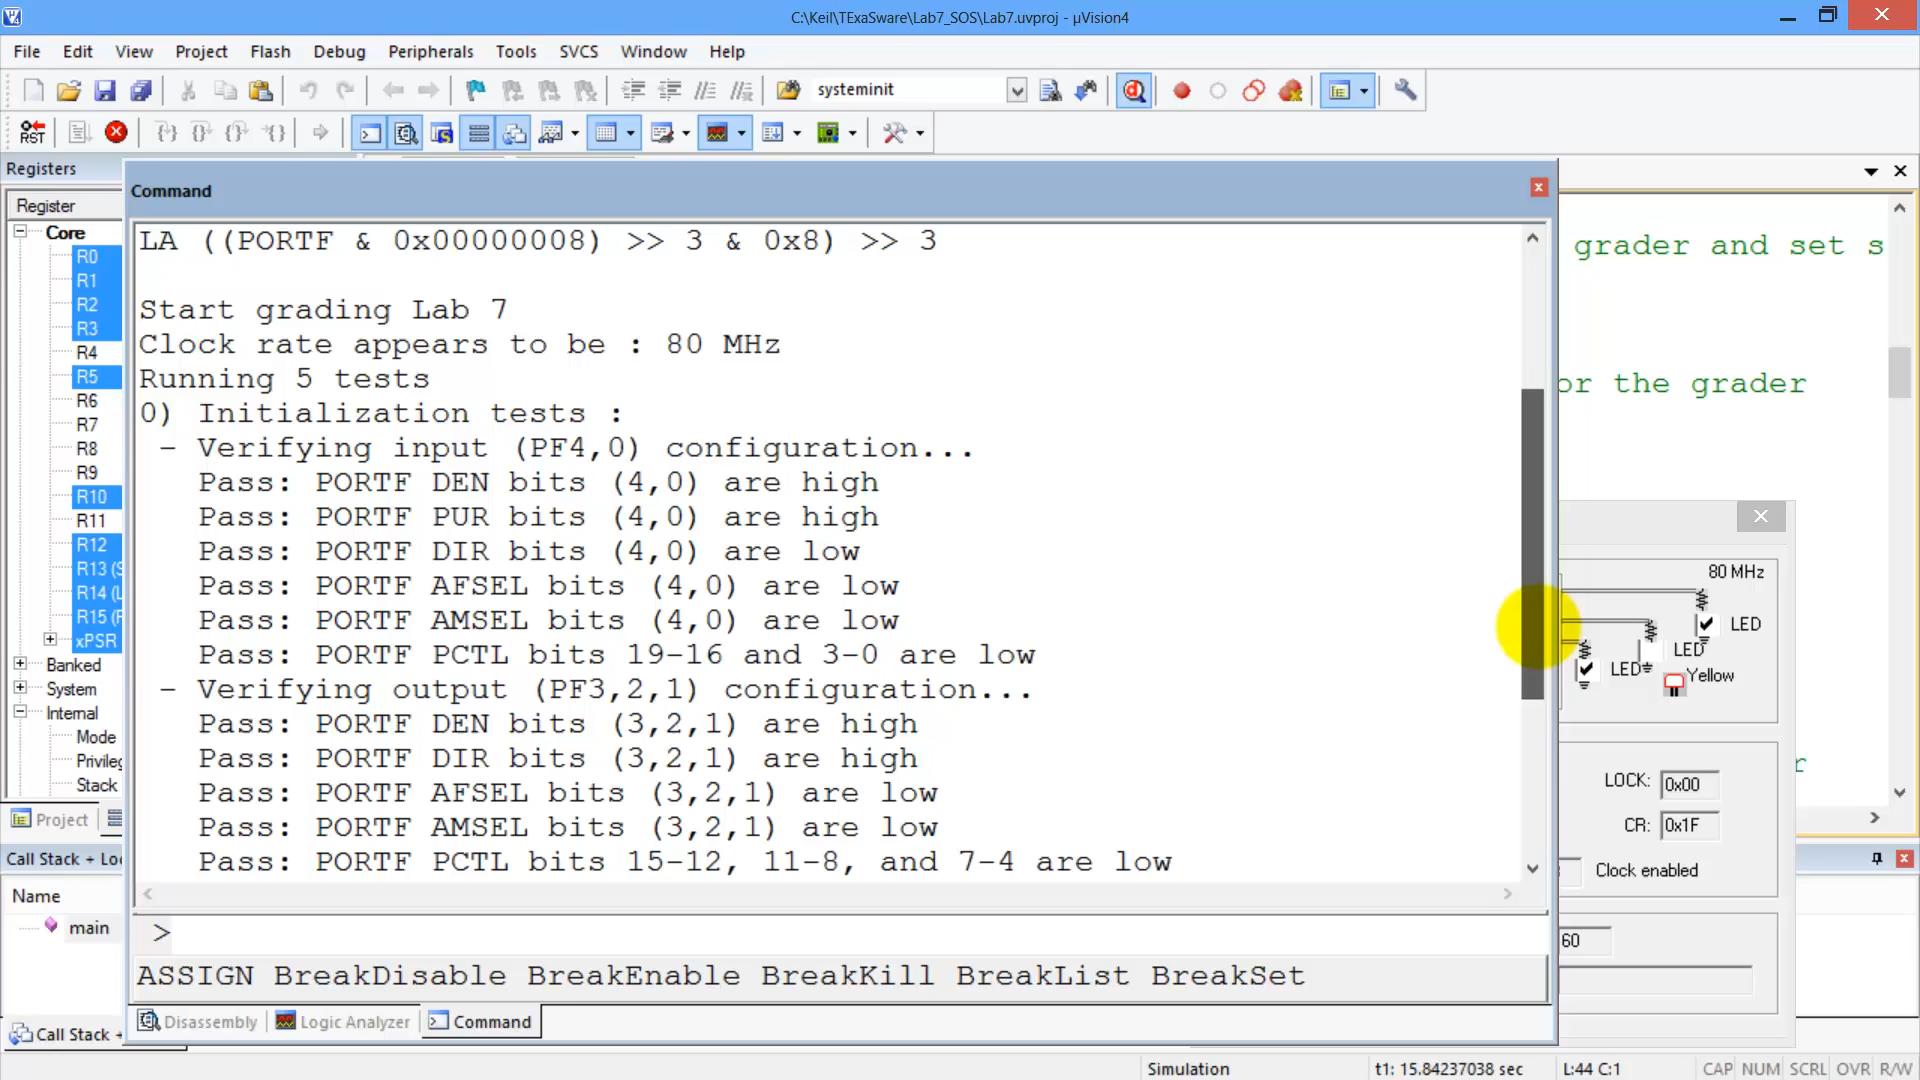 C:\Keil\TExaSware\Lab7_SOS\Lab7.uvproj - µVision4
File Edit View Project Flash Debug Peripherals Tools SVCS Window Help
systeminit
RST
Registers
Register
Core
R0
R1
R2
R3
R4
R5
R6
R7
R8
R9
R10
R11
R12
R13 (S
R14 (L
R15 (P
xPSR
Banked
System
Internal
Mode
Privileg
Stack
Project
Command
LA ((PORTF & 0x00000008) >> 3 & 0x8) >> 3
Start grading Lab 7
Clock rate appears to be : 80 MHz
Running 5 tests
0) Initialization tests :
- Verifying input (PF4,0) configuration...
Pass: PORTF DEN bits (4,0) are high
Pass: PORTF PUR bits (4,0) are high
Pass: PORTF DIR bits (4,0) are low
Pass: PORTF AFSEL bits (4,0) are low
Pass: PORTF AMSEL bits (4,0) are low
Pass: PORTF PCTL bits 19-16 and 3-0 are low
- Verifying output (PF3,2,1) configuration...
Pass: PORTF DEN bits (3,2,1) are high
Pass: PORTF DIR bits (3,2,1) are high
Pass: PORTF AFSEL bits (3,2,1) are low
Pass: PORTF AMSEL bits (3,2,1) are low
Pass: PORTF PCTL bits 15-12, 11-8, and 7-4 are low
>
ASSIGN BreakDisable BreakEnable BreakKill BreakList BreakSet
Disassembly Logic Analyzer Command
grader and set s
or the grader
r
80 MHz
LED
LED
LED
Yellow
LOCK: 0x00
CR: 0x1F
Clock enabled
60
Call Stack + Loc
Name
main
Call Stack +
Simulation t1: 15.84237038 sec L:44 C:1 CAP NUM SCRL OVR R/W